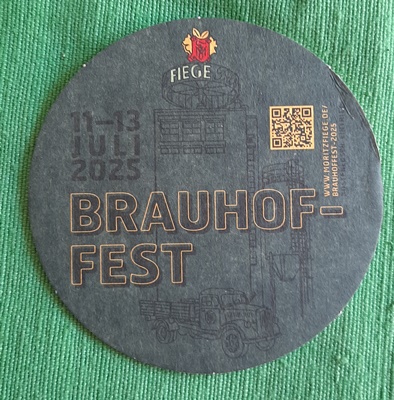 FIEGE
11–13
JULI
2025
BRAUHOF-
FEST
WWW.MORITZFIEGE.DE/
BRAUHOFFEST-2025